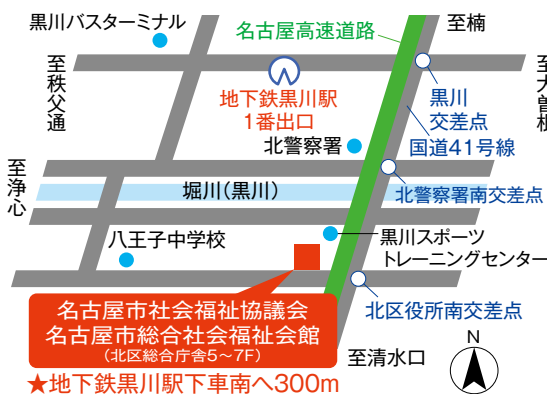 黒川バスターミナル
名古屋高速道路
至楠
至秩父通
地下鉄黒川駅
1番出口
黒川
交差点
至大曽根
国道41号線
北警察署
至浄心
堀川(黒川)
北警察署南交差点
八王子中学校
黒川スポーツ
トレーニングセンター
名古屋市社会福祉協議会
名古屋市総合社会福祉会館
(北区総合庁舎5〜7F)
北区役所南交差点
N
至清水口
★地下鉄黒川駅下車南へ300m